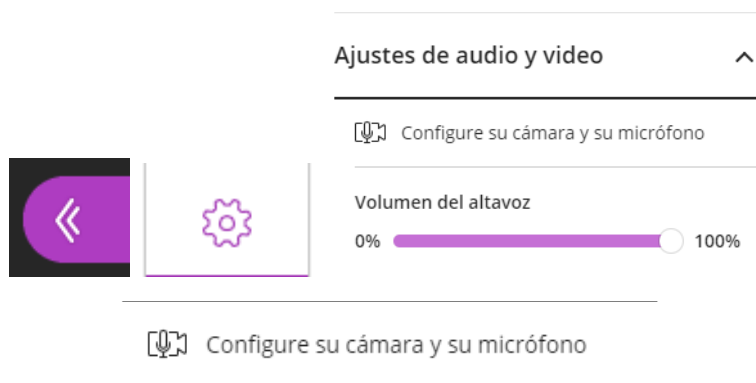 Ajustes de audio y video
Configure su cámara y su micrófono
Volumen del altavoz
0% 100%
Configure su cámara y su micrófono